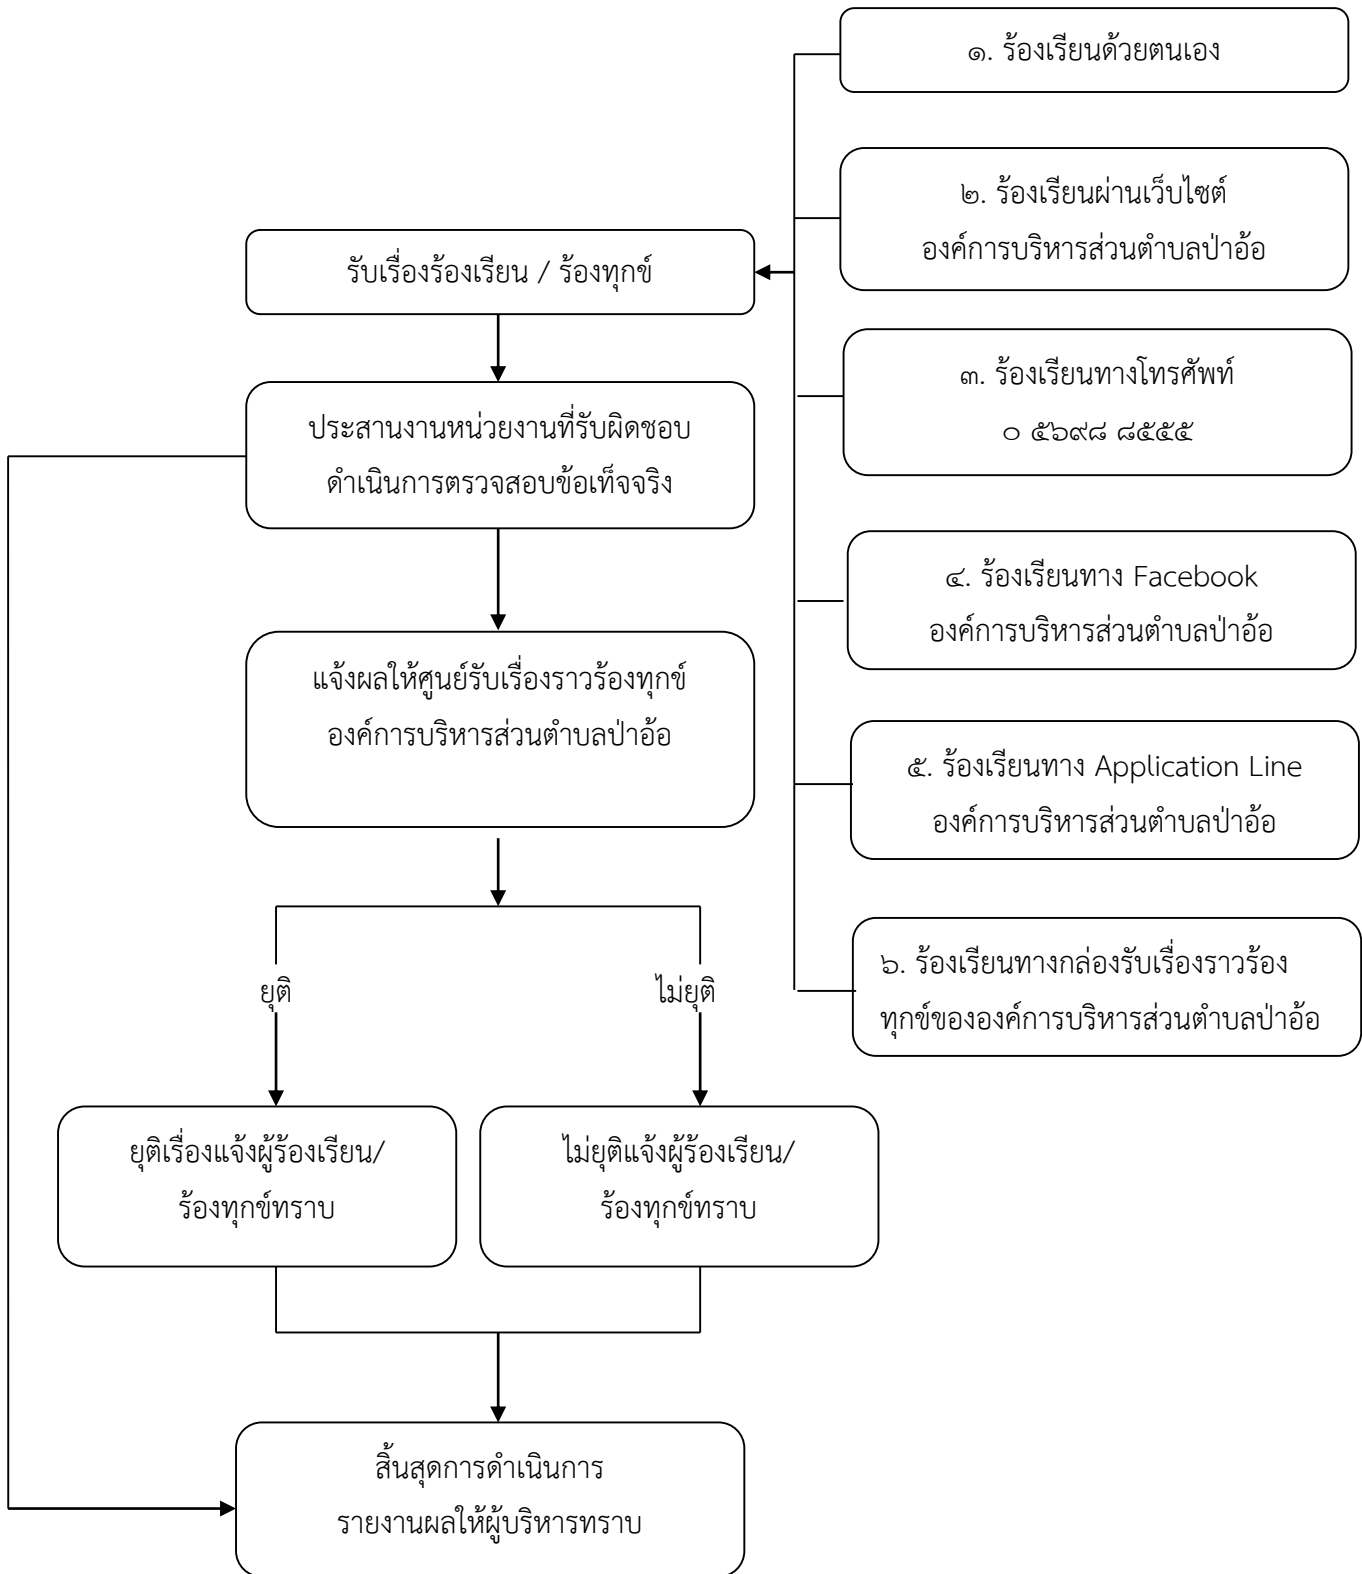 ๑. ร้องเรียนด้วยตนเอง
๒. ร้องเรียนผ่านเว็บไซต์
องค์การบริหารส่วนตำบลป่าอ้อ
๓. ร้องเรียนทางโทรศัพท์
๐ ๕๖๙๘ ๘๕๕๕
๔. ร้องเรียนทาง Facebook
องค์การบริหารส่วนตำบลป่าอ้อ
๕. ร้องเรียนทาง Application Line
องค์การบริหารส่วนตำบลป่าอ้อ
๖. ร้องเรียนทางกล่องรับเรื่องราวร้อง
ทุกข์ขององค์การบริหารส่วนตำบลป่าอ้อ
รับเรื่องร้องเรียน / ร้องทุกข์
ประสานงานหน่วยงานที่รับผิดชอบ
ดำเนินการตรวจสอบข้อเท็จจริง
แจ้งผลให้ศูนย์รับเรื่องราวร้องทุกข์
องค์การบริหารส่วนตำบลป่าอ้อ
ยุติ
ไม่ยุติ
ยุติเรื่องแจ้งผู้ร้องเรียน/
ร้องทุกข์ทราบ
ไม่ยุติแจ้งผู้ร้องเรียน/
ร้องทุกข์ทราบ
สิ้นสุดการดำเนินการ
รายงานผลให้ผู้บริหารทราบ